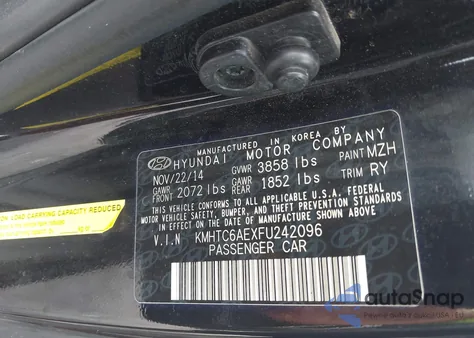 MANUFACTURED IN KOREA BY
HYUNDAI MOTOR COMPANY
NOV/22/14 GVWR 3858 lbs PAINT MZH
GAWR FRONT 2072 lbs GAWR REAR 1852 lbs TRIM RY
THIS VEHICLE CONFORMS TO ALL APPLICABLE U.S.A. FEDERAL
MOTOR VEHICLE SAFETY, BUMPER, AND THEFT PREVENTION
STANDARDS IN EFFECT ON THE DATE OF MANUFACTURE SHOWN ABOVE.
V.I.N KMHTC6AEXFU242096
PASSENGER CAR
ON LOAD CARRYING CAPACITY REDUCED
autoSnap